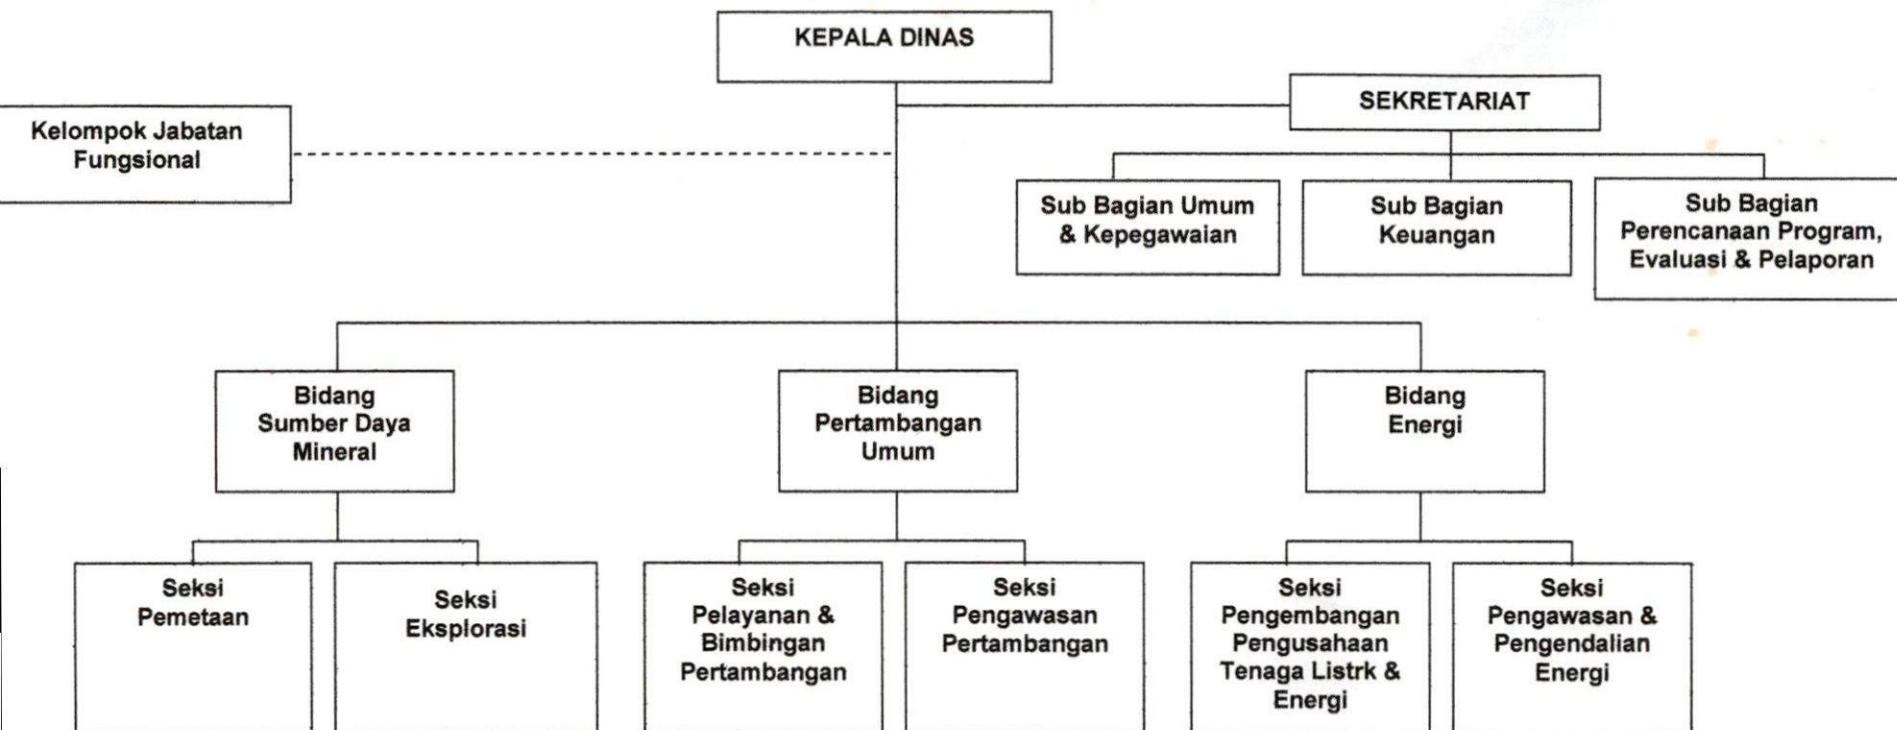 KEPALA DINAS
SEKRETARIAT
Kelompok Jabatan
Fungsional
Sub Bagian Umum
& Kepegawaian
Sub Bagian
Keuangan
Sub Bagian
Perencanaan Program,
Evaluasi & Pelaporan
Bidang
Sumber Daya
Mineral
Bidang
Pertambangan
Umum
Bidang
Energi
Seksi
Pemetaan
Seksi
Eksplorasi
Seksi
Pelayanan &
Bimbingan
Pertambangan
Seksi
Pengawasan
Pertambangan
Seksi
Pengembangan
Pengusahaan
Tenaga Listrk &
Energi
Seksi
Pengawasan &
Pengendalian
Energi